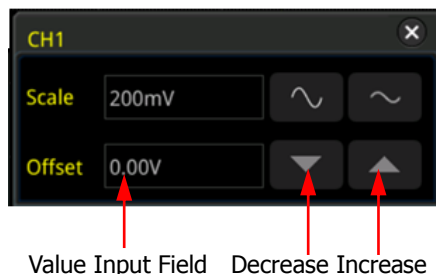 CH1
Scale 200mV
Offset 0.00V
Value Input Field Decrease Increase